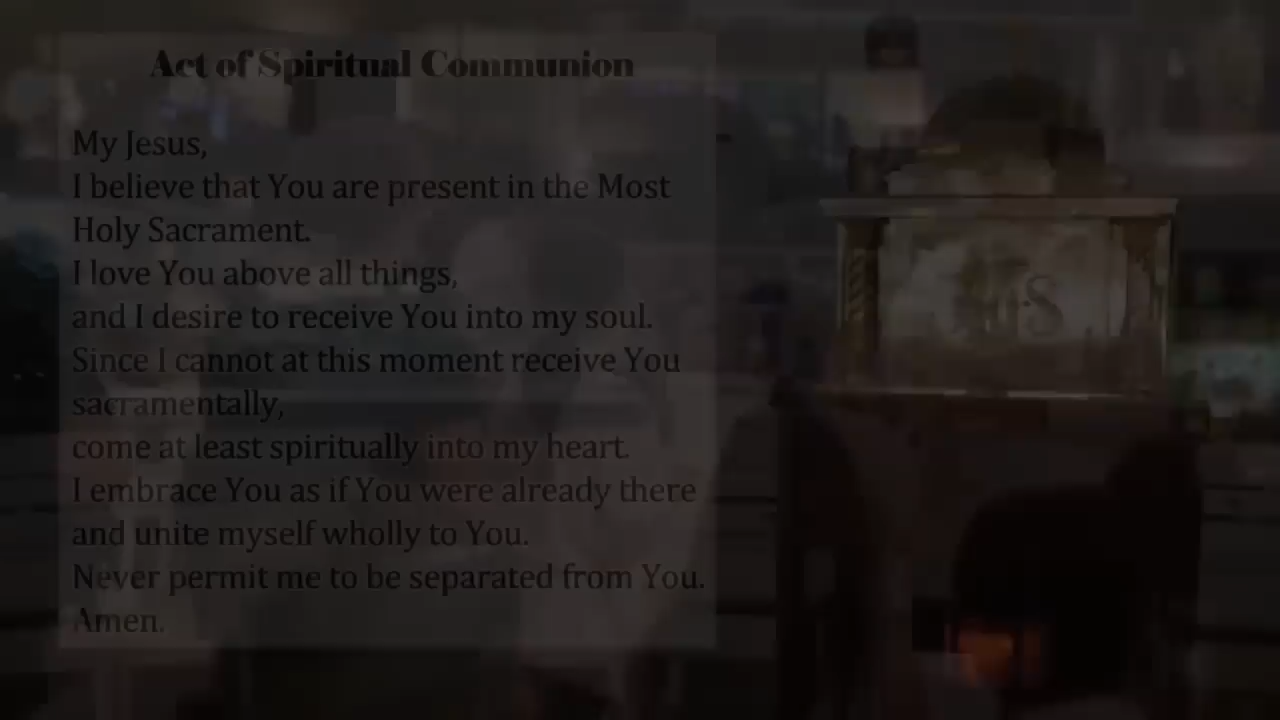 Act of Spiritual Communion
My Jesus,
I believe that You are present in the Most
Holy Sacrament.
I love You above all things,
and I desire to receive You into my soul.
Since I cannot at this moment receive You
sacramentally,
come at least spiritually into my heart.
I embrace You as if You were already there
and unite myself wholly to You.
Never permit me to be separated from You.
Amen.